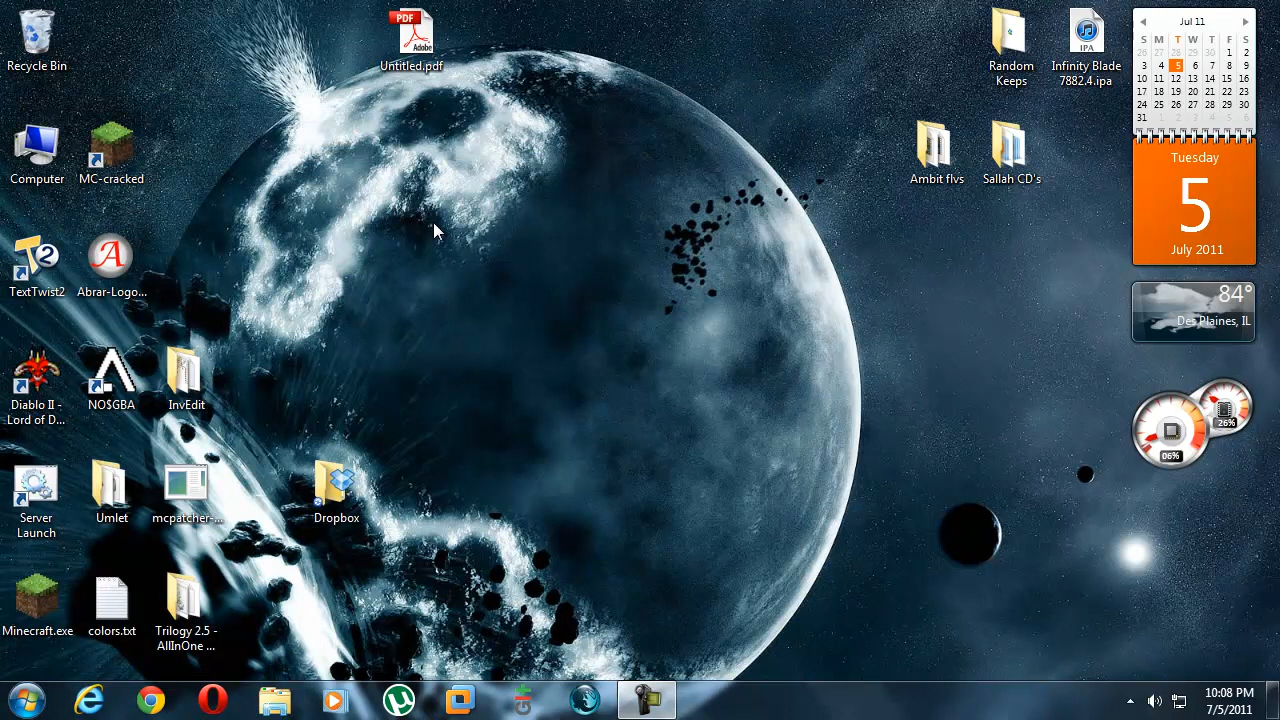 Recycle Bin
PDF
Adobe
Untitled.pdf
Random
Keeps
IPA
Infinity Blade
7882.4.ipa
Jul 11
S M T W T F S
26 27 28 29 30 1 2
3 4 5 6 7 8 9
10 11 12 13 14 15 16
17 18 19 20 21 22 23
24 25 26 27 28 29 30
31 1 2 3 4 5 6
Tuesday
5
July 2011
Computer
MC-cracked
Ambit flvs
Sallah CD's
T2
A
TextTwist2
Abrar-Logo...
84°
Des Plaines, IL
Diablo II -
Lord of D...
NO$GBA
InvEdit
26%
06%
Server
Launch
Umlet
mcpatcher-...
Dropbox
Minecraft.exe
colors.txt
Trilogy 2.5 -
AllInOne ...
10:08 PM
7/5/2011